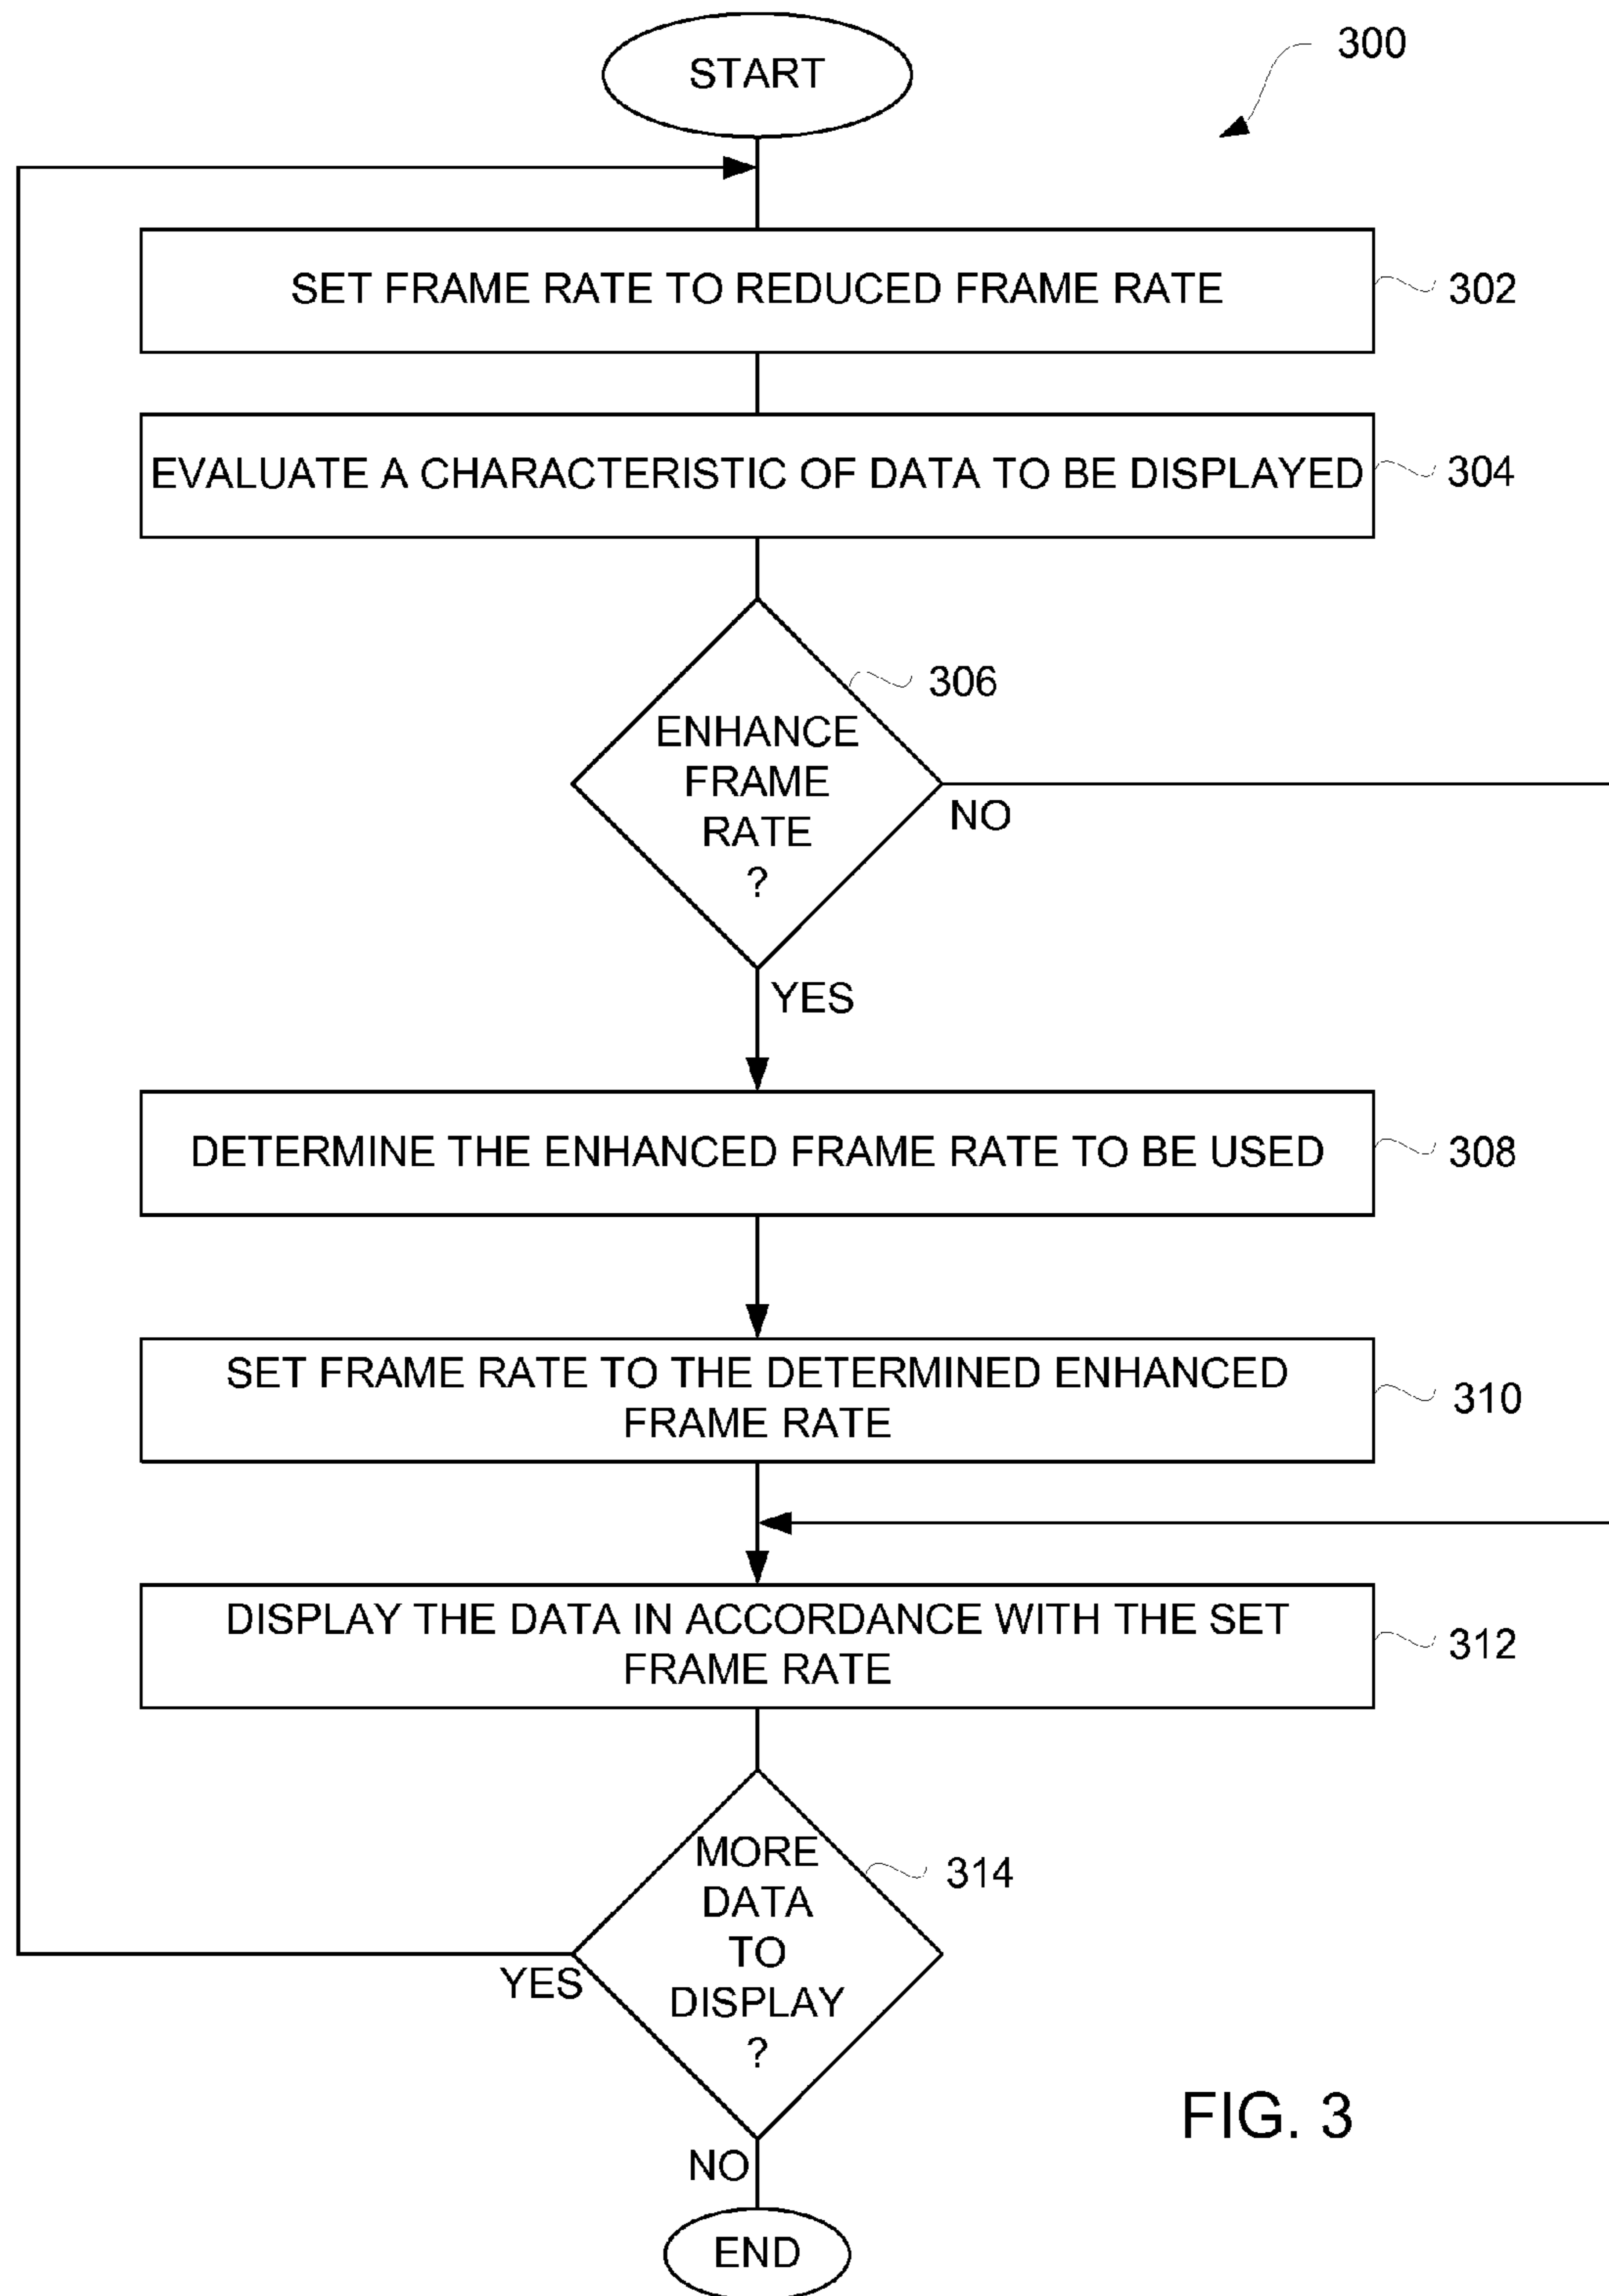 START
300
SET FRAME RATE TO REDUCED FRAME RATE
302
EVALUATE A CHARACTERISTIC OF DATA TO BE DISPLAYED
304
306
ENHANCE
FRAME
RATE
?
NO
YES
DETERMINE THE ENHANCED FRAME RATE TO BE USED
308
SET FRAME RATE TO THE DETERMINED ENHANCED
FRAME RATE
310
DISPLAY THE DATA IN ACCORDANCE WITH THE SET
FRAME RATE
312
MORE
DATA
TO
DISPLAY
?
314
YES
NO
END
FIG. 3